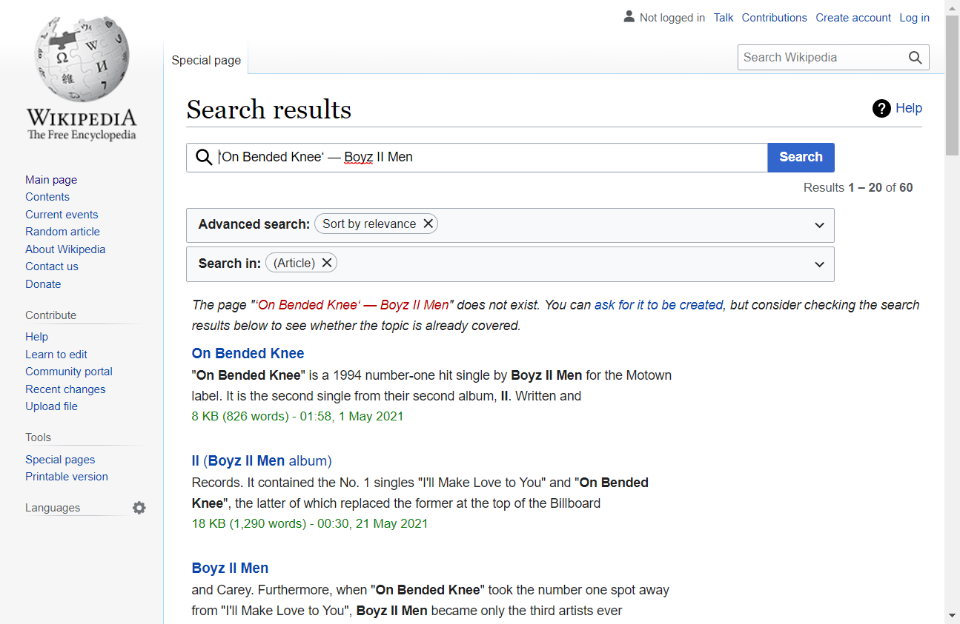 Not logged in Talk Contributions Create account Log in
Special page
Search Wikipedia
WIKIPEDIA
The Free Encyclopedia
Main page
Contents
Current events
Random article
About Wikipedia
Contact us
Donate
Contribute
Help
Learn to edit
Community portal
Recent changes
Upload file
Tools
Special pages
Printable version
Languages
Search results
Help
'On Bended Knee‘ — Boyz II Men
Search
Results 1 – 20 of 60
Advanced search: Sort by relevance
Search in: (Article)
The page "'On Bended Knee‘ — Boyz II Men" does not exist. You can ask for it to be created, but consider checking the search
results below to see whether the topic is already covered.
On Bended Knee
"On Bended Knee" is a 1994 number-one hit single by Boyz II Men for the Motown
label. It is the second single from their second album, II. Written and
8 KB (826 words) - 01:58, 1 May 2021
II (Boyz II Men album)
Records. It contained the No. 1 singles "I'll Make Love to You" and "On Bended
Knee", the latter of which replaced the former at the top of the Billboard
18 KB (1,290 words) - 00:30, 21 May 2021
Boyz II Men
and Carey. Furthermore, when "On Bended Knee" took the number one spot away
from "I'll Make Love to You", Boyz II Men became only the third artists ever